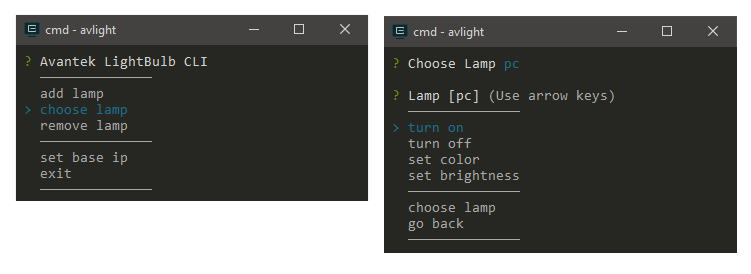 cmd - avlight
? Avantek LightBulb CLI
add lamp
> choose lamp
remove lamp
set base ip
exit
cmd - avlight
? Choose Lamp pc
? Lamp [pc] (Use arrow keys)
> turn on
turn off
set color
set brightness
choose lamp
go back